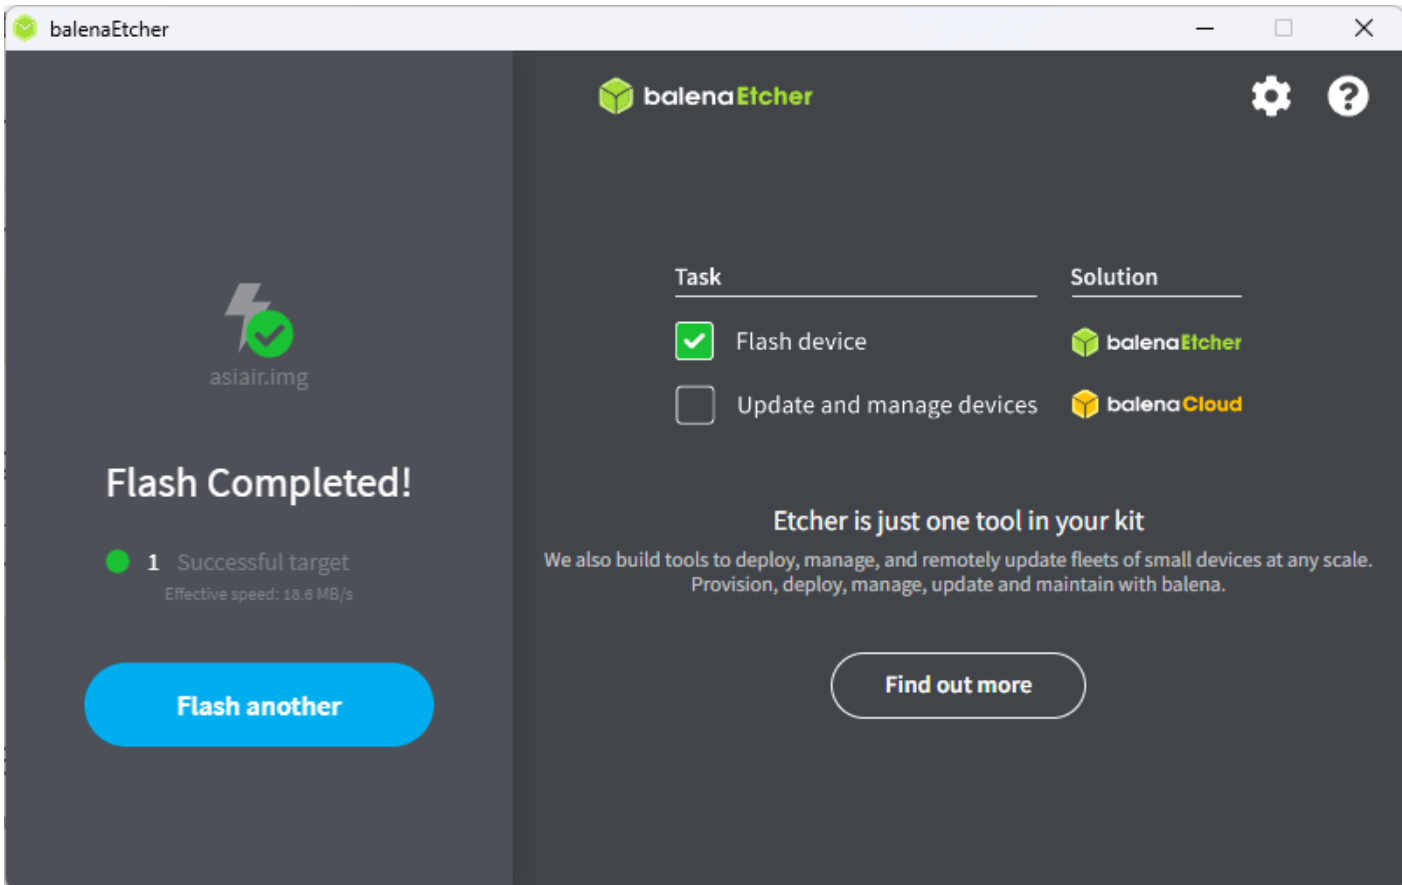 balenaEtcher
balenaEtcher
asiair.img
Flash Completed!
1 Successful target
Effective speed: 18.6 MB/s
Flash another
Task Solution
Flash device balenaEtcher
Update and manage devices balenaCloud
Etcher is just one tool in your kit
We also build tools to deploy, manage, and remotely update fleets of small devices at any scale.
Provision, deploy, manage, update and maintain with balena.
Find out more